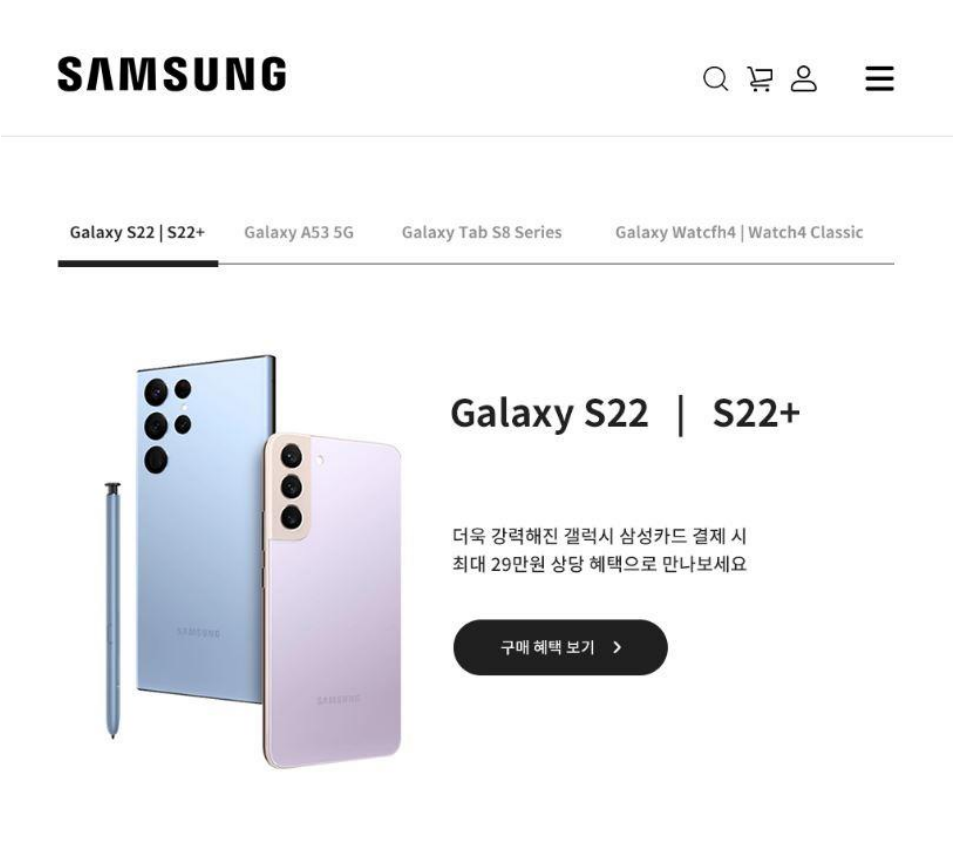 SAMSUNG
Galaxy S22 | S22+
Galaxy A53 5G
Galaxy Tab S8 Series
Galaxy Watcfh4 | Watch4 Classic
Galaxy S22 | S22+
더욱 강력해진 갤럭시 삼성카드 결제 시
최대 29만원 상당 혜택으로 만나보세요
구매 혜택 보기 >
SAMSUNG
SAMSUNG